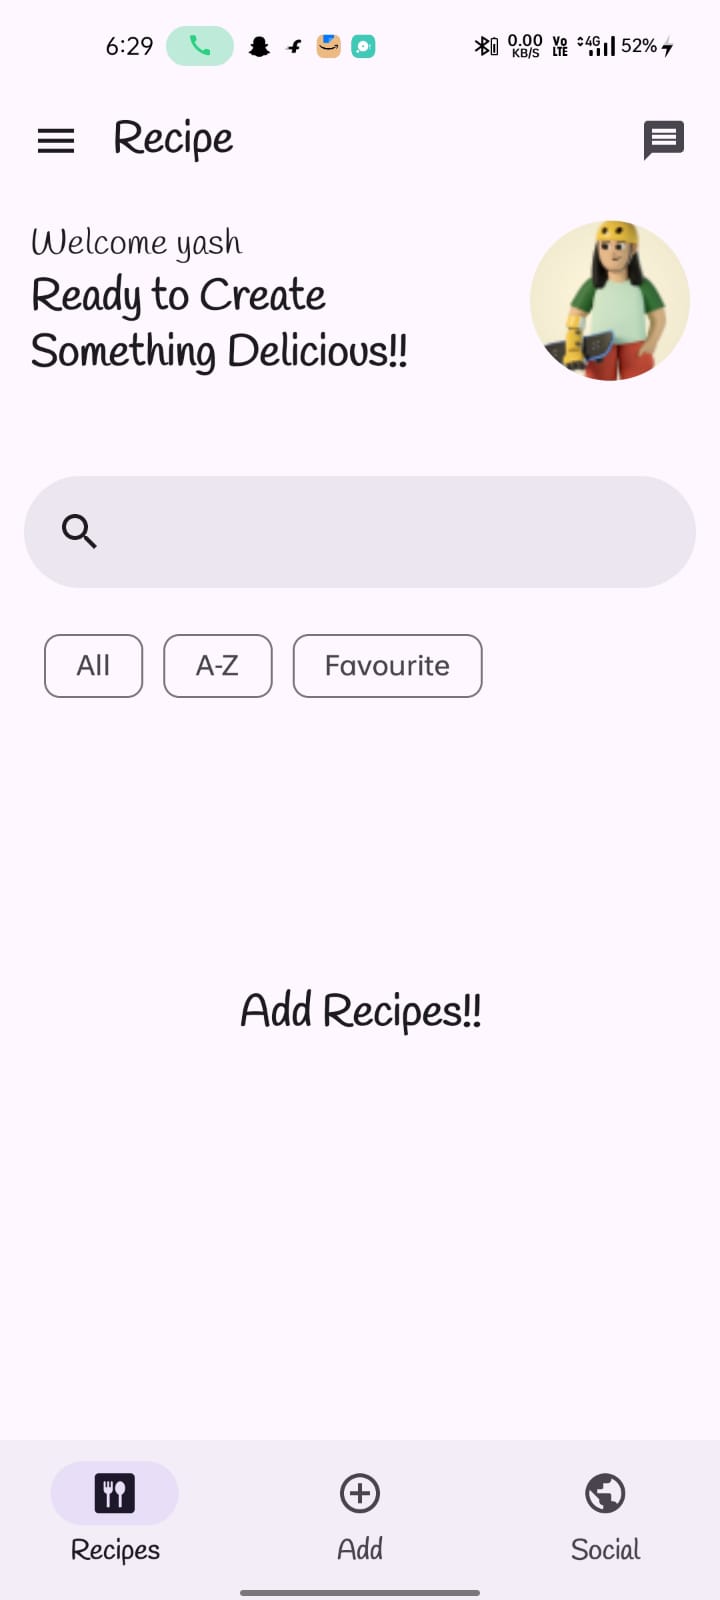 6:29
0.00 KB/S Vo LTE 4G 52%
Recipe
Welcome yash
Ready to Create
Something Delicious!!
All A-Z Favourite
Add Recipes!!
Recipes Add Social